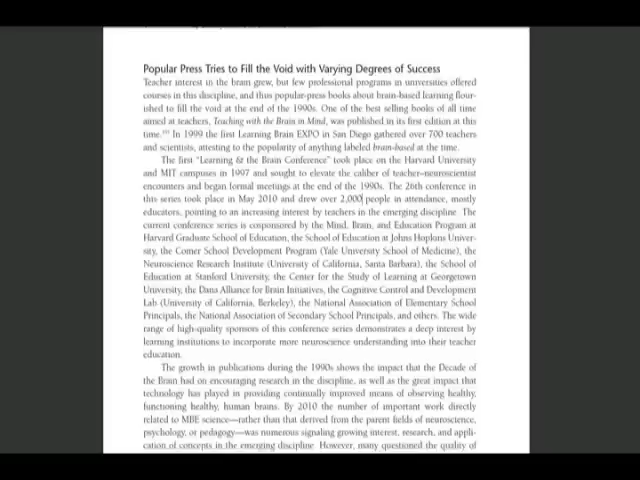 Popular Press Tries to Fill the Void with Varying Degrees of Success
Teacher interest in the brain grew, but few professional programs in universities offered
courses in this discipline, and thus popular-press books about brain-based learning flour-
ished to fill the void at the end of the 1990s. One of the best selling books of all time
aimed at teachers, Teaching with the Brain in Mind, was published in its first edition at this
time. In 1999 the first Learning Brain EXPO in San Diego gathered over 700 teachers
and scientists, attesting to the popularity of anything labeled brain-based at the time.
The first "Learning & the Brain Conference" took place on the Harvard University
and MIT campuses in 1997 and sought to elevate the caliber of teacher–neuroscientist
encounters and began formal meetings at the end of the 1990s. The 26th conference in
this series took place in May 2010 and drew over 2,000 people in attendance, mostly
educators, pointing to an increasing interest by teachers in the emerging discipline. The
current conference series is cosponsored by the Mind, Brain, and Education Program at
Harvard Graduate School of Education, the School of Education at Johns Hopkins Univer-
sity, the Comer School Development Program (Yale University School of Medicine), the
Neuroscience Research Institute (University of California, Santa Barbara), the School of
Education at Stanford University, the Center for the Study of Learning at Georgetown
University, the Dana Alliance for Brain Initiatives, the Cognitive Control and Development
Lab (University of California, Berkeley), the National Association of Elementary School
Principals, the National Association of Secondary School Principals, and others. The wide
range of high-quality sponsors of this conference series demonstrates a deep interest by
learning institutions to incorporate more neuroscience understanding into their teacher
education.
The growth in publications during the 1990s shows the impact that the Decade of
the Brain had on encouraging research in the discipline, as well as the great impact that
technology has played in providing continually improved means of observing healthy,
functioning healthy, human brains. By 2010 the number of important work directly
related to MBE science—rather than that derived from the parent fields of neuroscience,
psychology, or pedagogy—was numerous signaling growing interest, research, and appli-
cation of concepts in the emerging discipline. However, many questioned the quality of